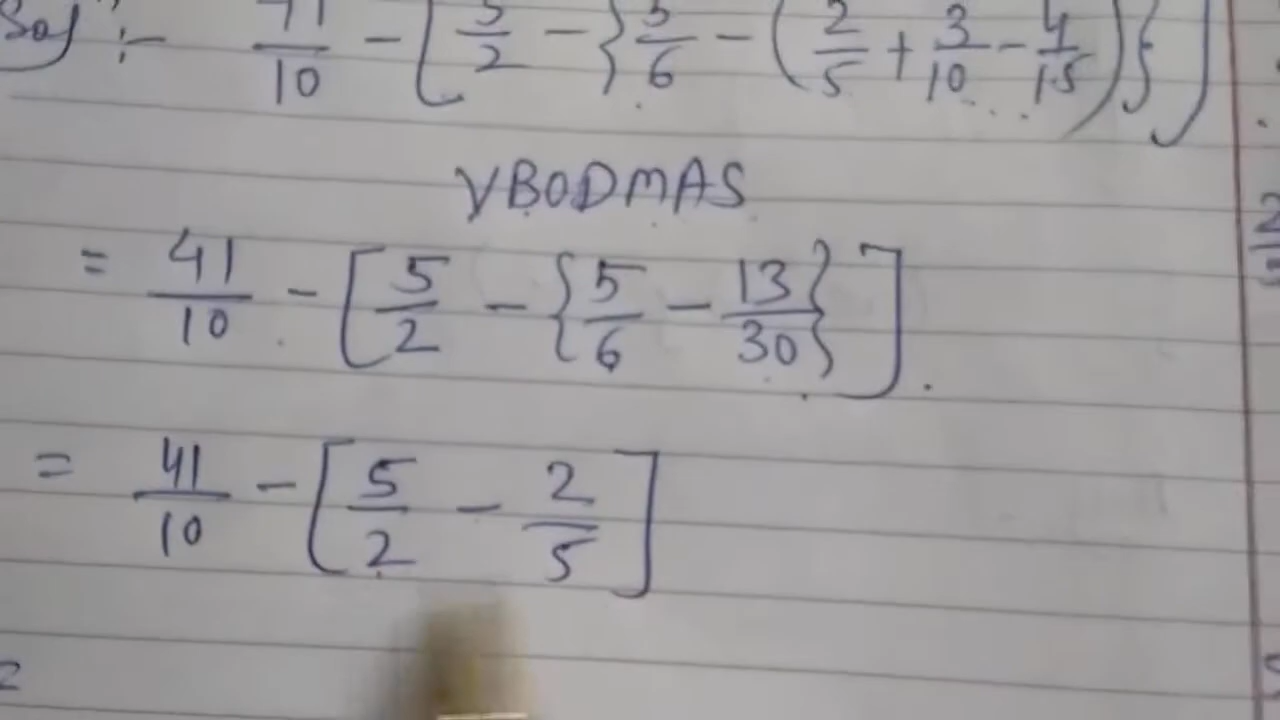 Sol :- 41/10 - [5/2 - {5/6 - (2/5 + 3/10 - 4/15)}]
VBODMAS
= 41/10 - [5/2 - {5/6 - 13/30}].
= 41/10 - [5/2 - 2/5]
2